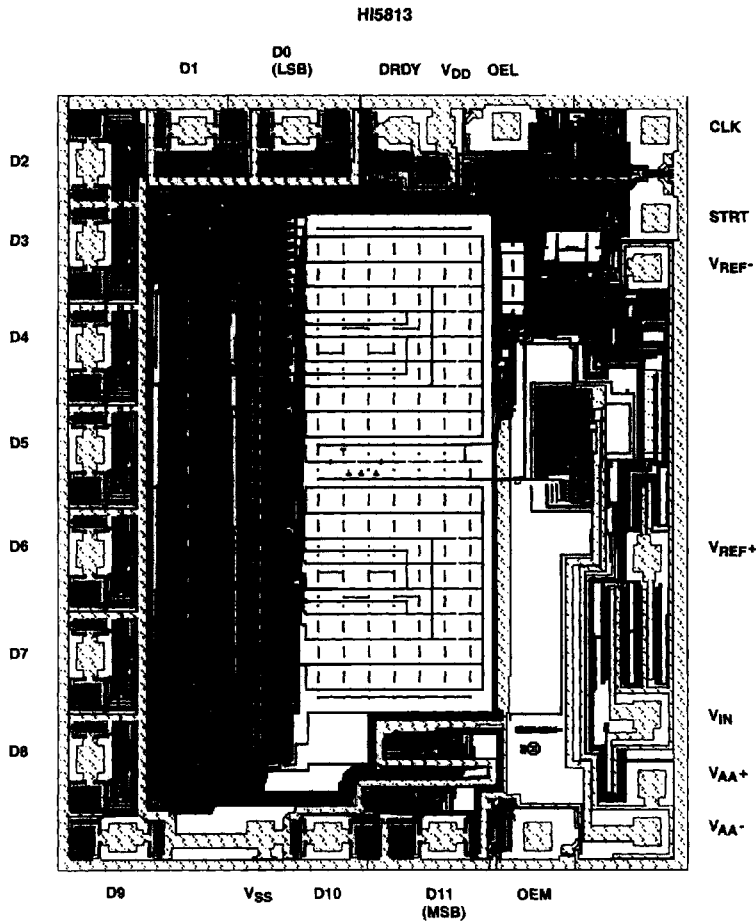 HI5813
D0
D1 (LSB) DRDY VDD OEL
CLK
D2
STRT
D3
VREF-
D4
D5
D6 VREF+
D7
VIN
D8
VAA+
VAA-
D9 VSS D10 D11 OEM
(MSB)